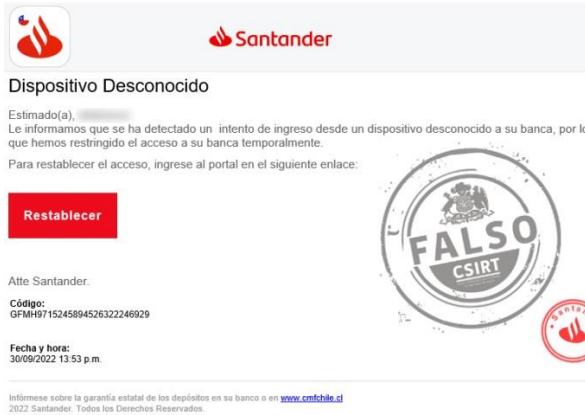 Santander
Dispositivo Desconocido
Estimado(a),
Le informamos que se ha detectado un intento de ingreso desde un dispositivo desconocido a su banca, por lo
que hemos restringido el acceso a su banca temporalmente.
Para restablecer el acceso, ingrese al portal en el siguiente enlace:
Restablecer
FALSO
CSIRT
Atte Santander.
Código:
GFMH9715245894526322246929
Santa
Fecha y hora:
30/09/2022 13:53 p.m.
Infórmese sobre la garantía estatal de los depósitos en su banco o en www.cmfchile.cl
2022 Santander. Todos los Derechos Reservados.